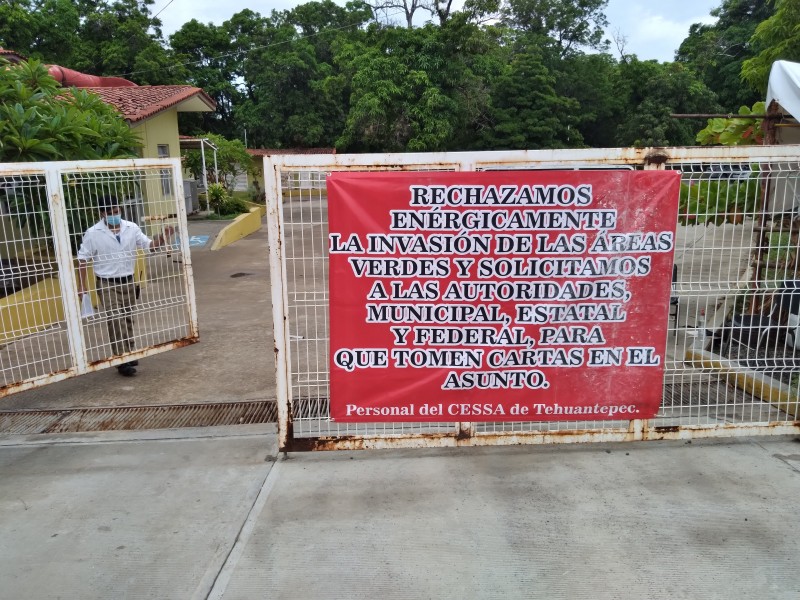 RECHAZAMOS
ENÉRGICAMENTE
LA INVASIÓN DE LAS ÁREAS
VERDES Y SOLICITAMOS
A LAS AUTORIDADES,
MUNICIPAL, ESTATAL
Y FEDERAL, PARA
QUE TOMEN CARTAS EN EL
ASUNTO.
Personal del CESSA de Tehuantepec.